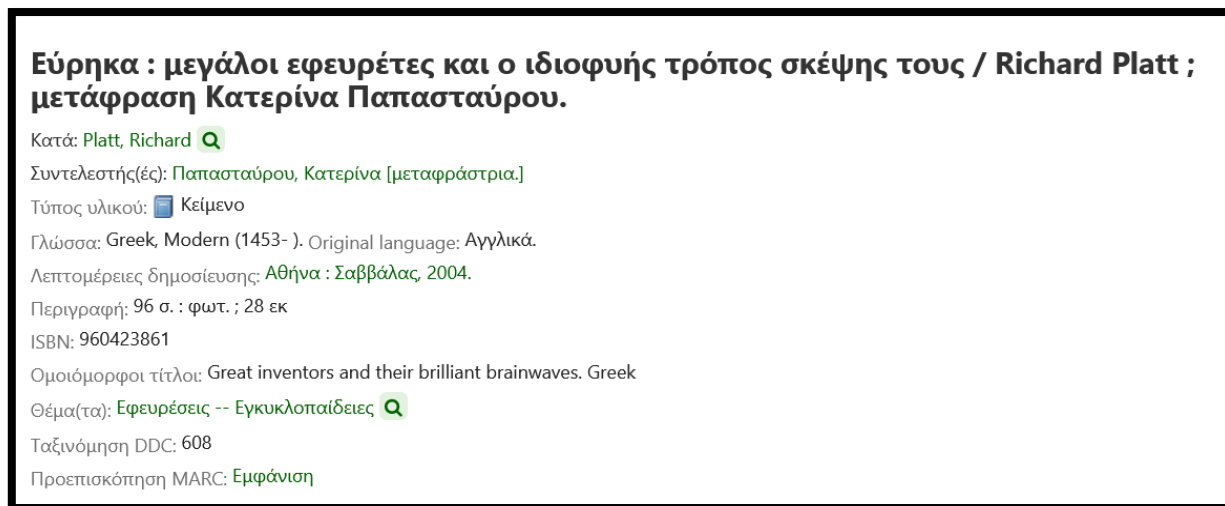 Εύρηκα : μεγάλοι εφευρέτες και ο ιδιοφυής τρόπος σκέψης τους / Richard Platt ;
μετάφραση Κατερίνα Παπασταύρου.
Κατά: Platt, Richard
Συντελεστής(ές): Παπασταύρου, Κατερίνα [μεταφράστρια.]
Τύπος υλικού: Κείμενο
Γλώσσα: Greek, Modern (1453- ). Original language: Αγγλικά.
Λεπτομέρειες δημοσίευσης: Αθήνα : Σαββάλας, 2004.
Περιγραφή: 96 σ. : φωτ. ; 28 εκ
ISBN: 960423861
Ομοιόμορφοι τίτλοι: Great inventors and their brilliant brainwaves. Greek
Θέμα(τα): Εφευρέσεις -- Εγκυκλοπαίδειες
Ταξινόμηση DDC: 608
Προεπισκόπηση MARC: Εμφάνιση